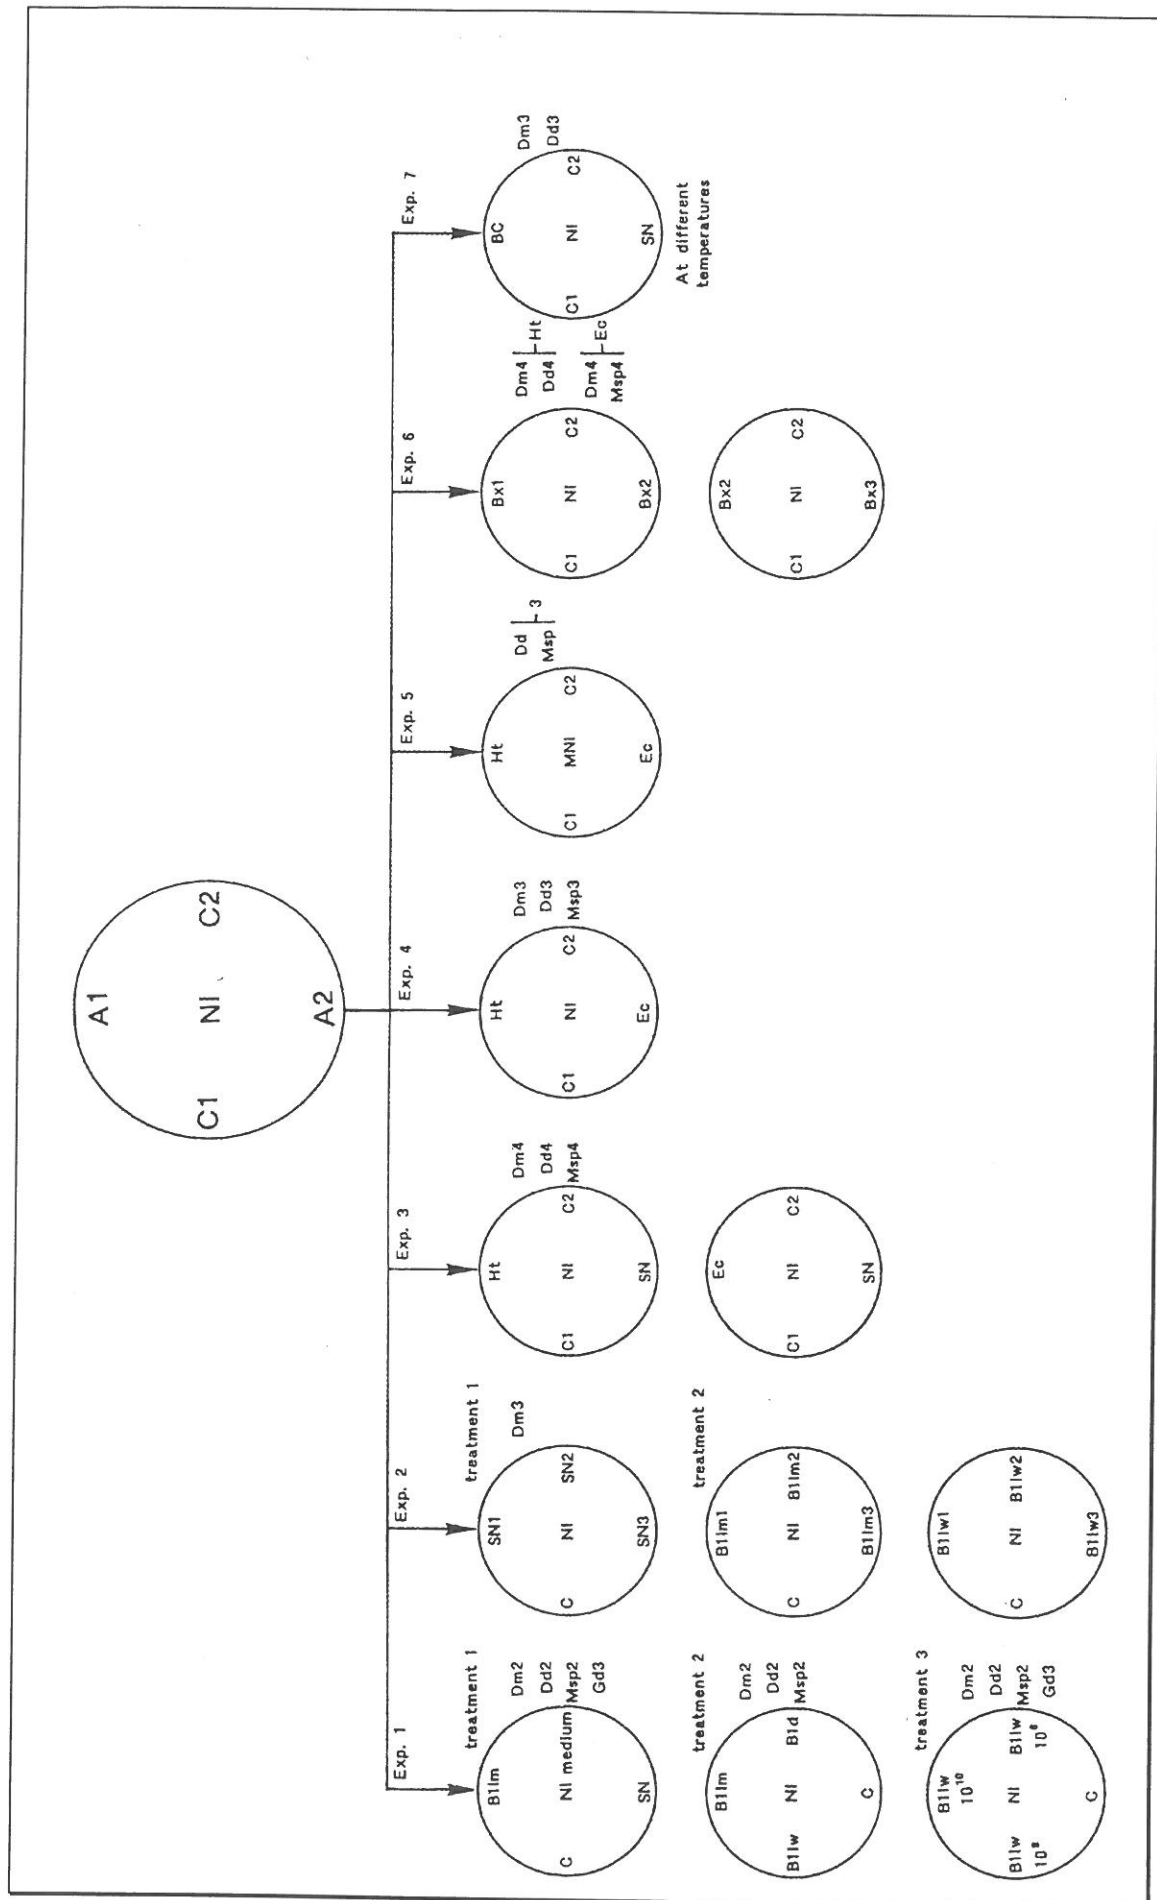 A1
C1 NI C2
A2
Exp. 1
treatment 1
Dm2
Dd2
Msp2
Gd3
B1lm
C NI medium
SN
treatment 2
Dm2
Dd2
Msp2
B1lm
B1lw NI B1d
C
treatment 3
Dm2
Dd2
Msp2
Gd3
B1lw
10¹⁰
B1lw NI B1lw
C
Exp. 2
treatment 1
Dm3
SN1
C NI SN2
SN3
treatment 2
B1lm1
C NI B1lm2
B1lm3
B1lw1
C NI B1lw2
B1lw3
Exp. 3
Dm4
Dd4
Msp4
Ht
C1 NI C2
SN
Ec
C1 NI C2
SN
Exp. 4
Dm3
Dd3
Msp3
Ht
C1 NI C2
Ec
Exp. 5
Dd
Msp
3
Ht
C1 MNI C2
Ec
Exp. 6
Dm4
Dd4
Ht
Dm4
Msp4
Ec
Bx1
C1 NI C2
Bx2
Bx2
C1 NI C2
Bx3
Exp. 7
Dm3
Dd3
BC
C1 NI C2
SN
At different
temperatures